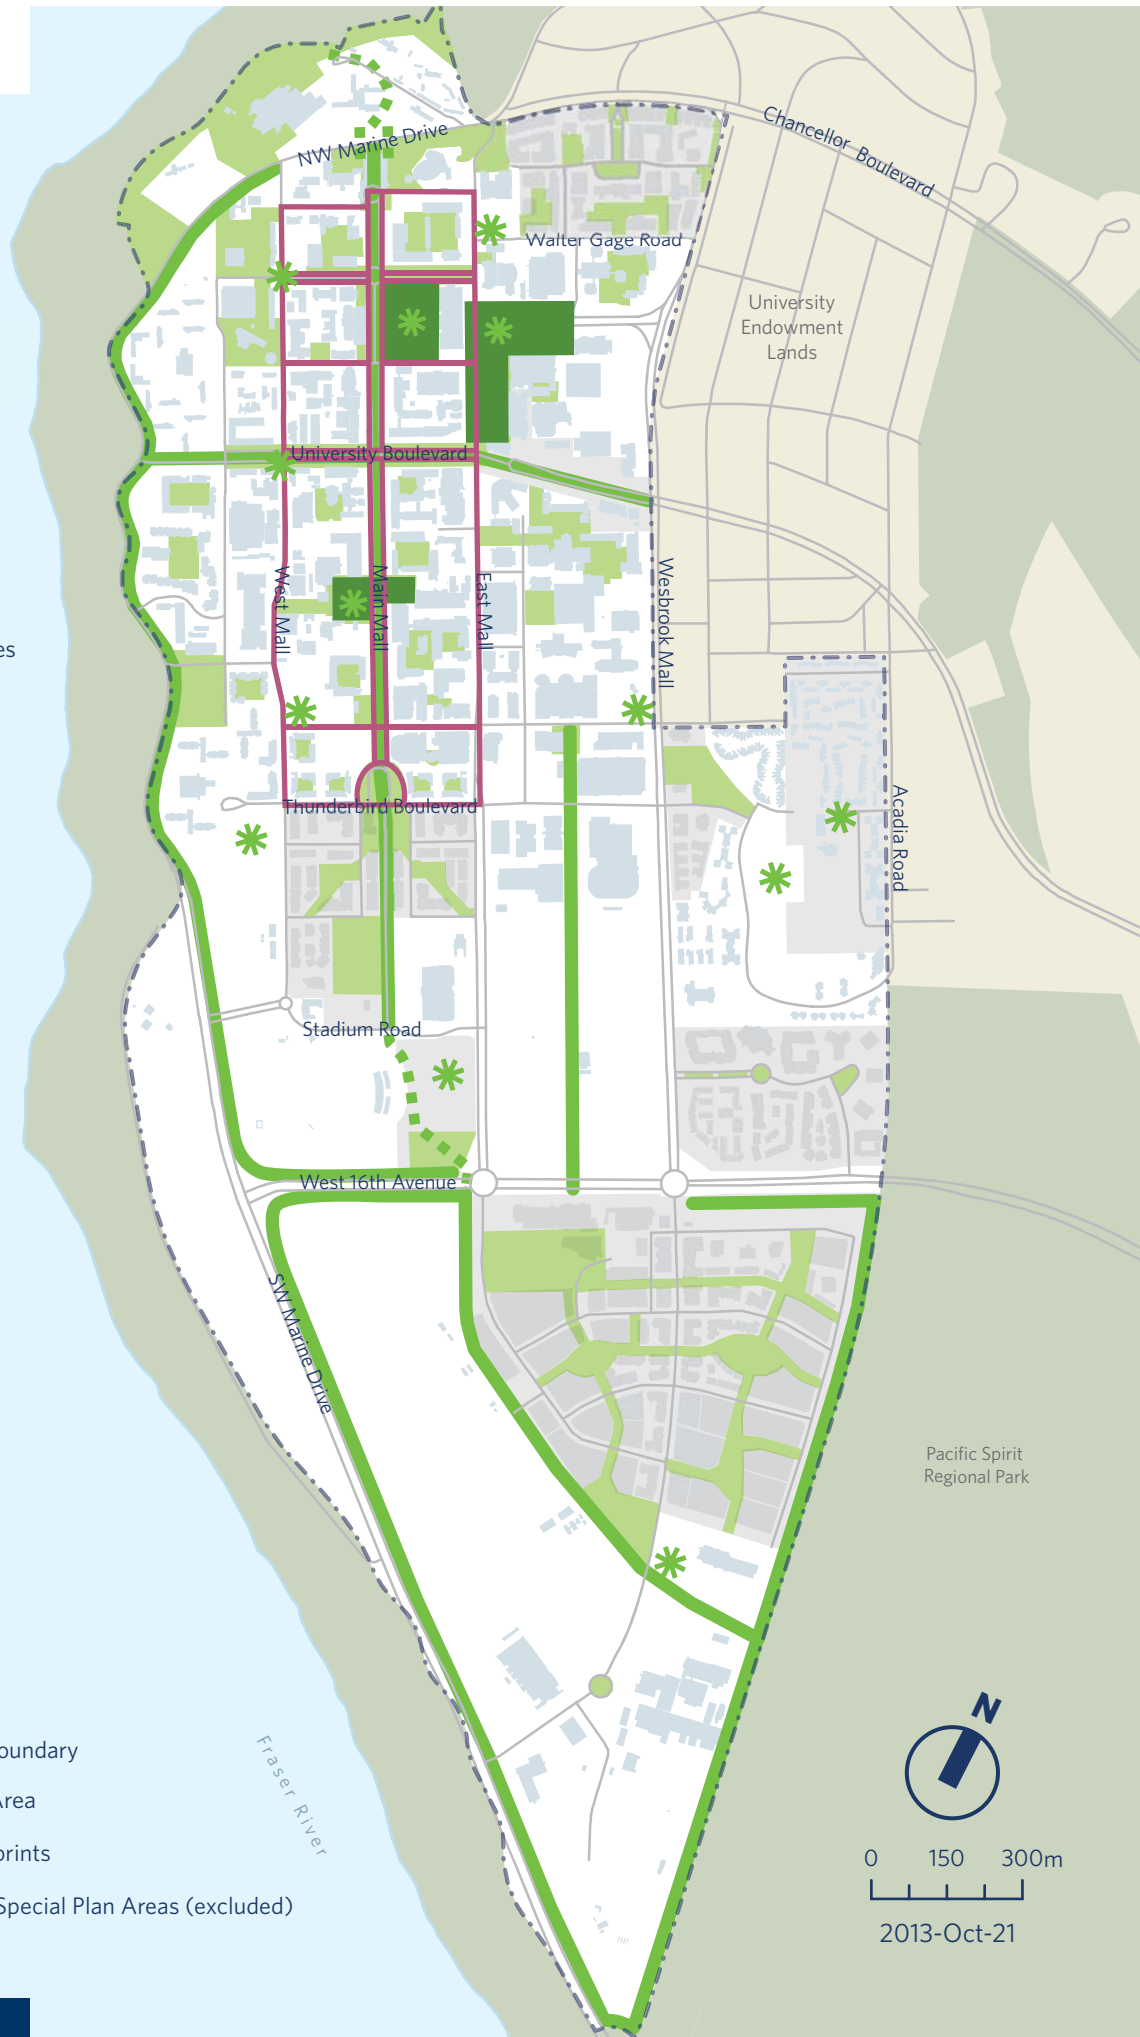 NW Marine Drive
Chancellor Boulevard
Walter Gage Road
University
Endowment
Lands
University Boulevard
West Mall
Main Mall
East Mall
Wesbrook Mall
es
Thunderbird Boulevard
Acadia Road
Stadium Road
West 16th Avenue
SW Marine Drive
Pacific Spirit
Regional Park
Fraser River
oundary
Area
prints
Special Plan Areas (excluded)
N
0 150 300m
2013-Oct-21